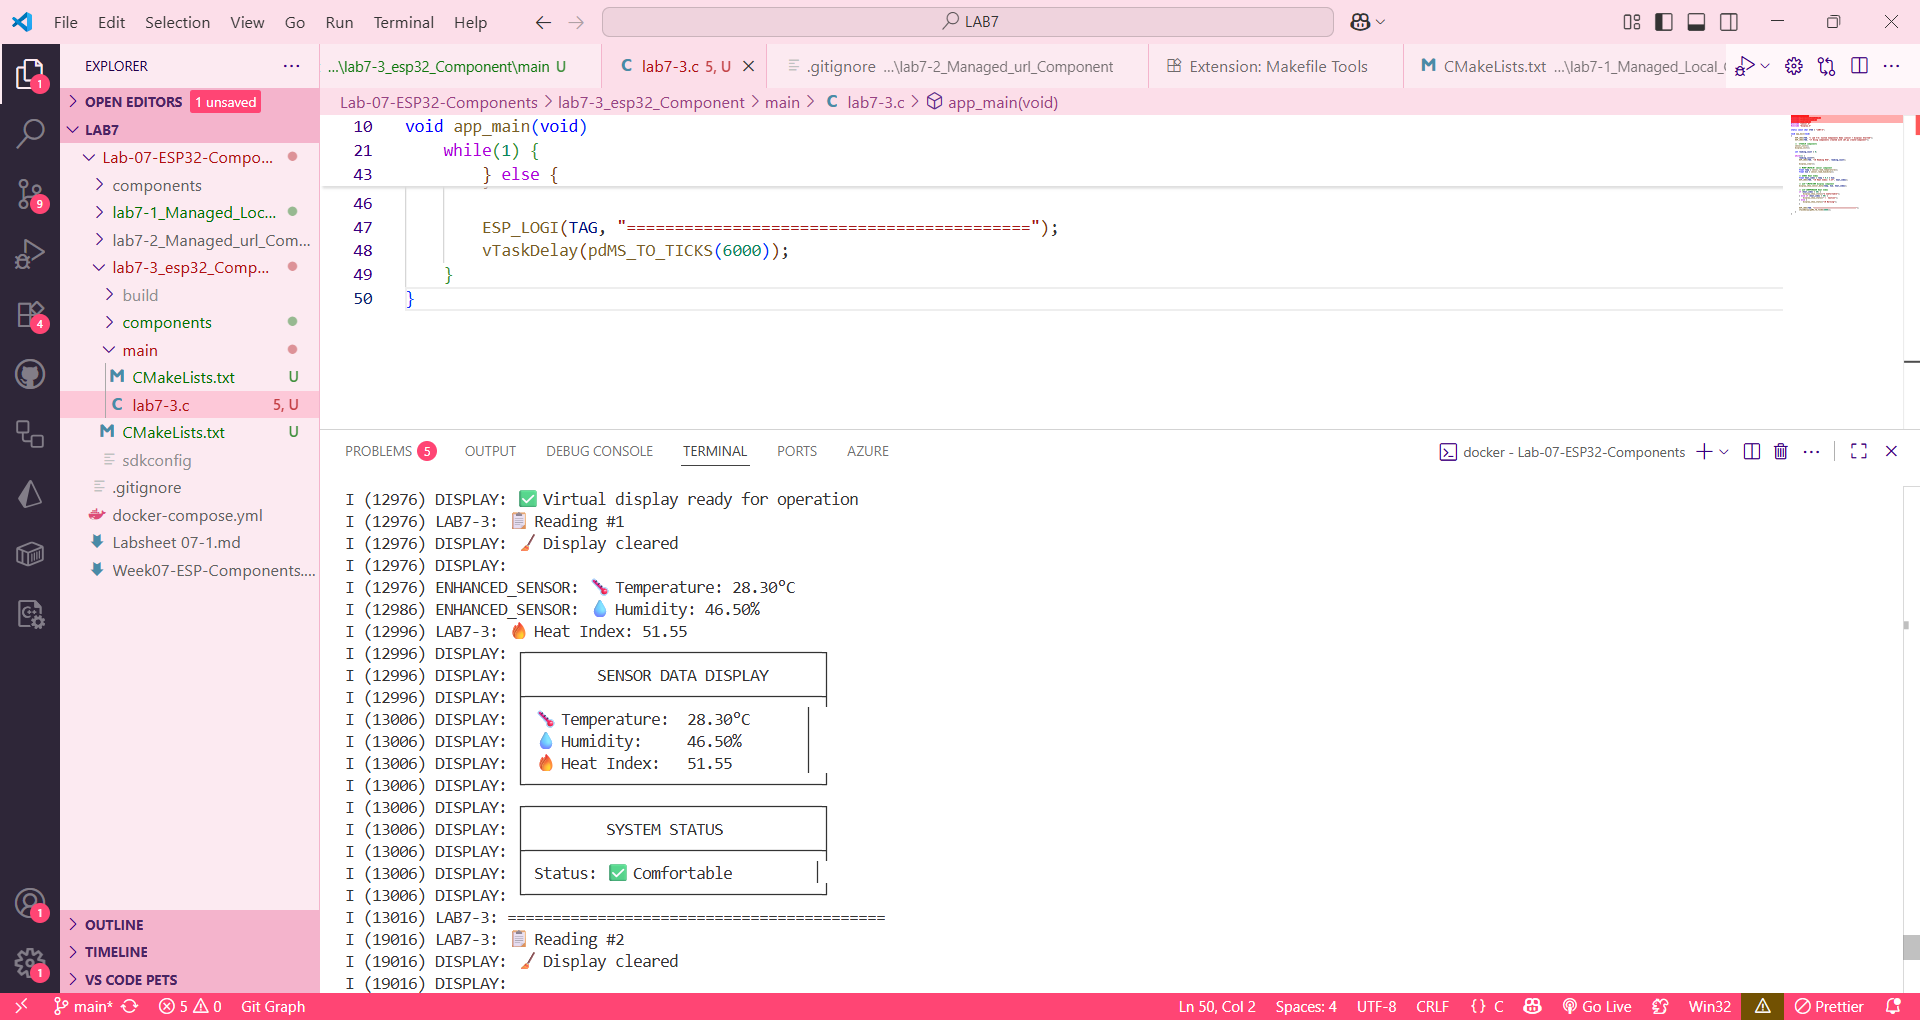 File Edit Selection View Go Run Terminal Help
LAB7
EXPLORER
OPEN EDITORS 1 unsaved
LAB7
Lab-07-ESP32-Compo...
components
lab7-1_Managed_Loc...
lab7-2_Managed_url_Com...
lab7-3_esp32_Comp...
build
components
main
CMakeLists.txt U
lab7-3.c 5, U
CMakeLists.txt U
sdkconfig
.gitignore
docker-compose.yml
Labsheet 07-1.md
Week07-ESP-Components....
OUTLINE
TIMELINE
VS CODE PETS
1
9
4
1
1
...\lab7-3_esp32_Component\main U
lab7-3.c 5, U
.gitignore ...\lab7-2_Managed_url_Component
Extension: Makefile Tools
CMakeLists.txt ...\lab7-1_Managed_Local_
Lab-07-ESP32-Components > lab7-3_esp32_Component > main > C lab7-3.c > app_main(void)
10 void app_main(void)
21 while(1) {
43 } else {
46
47 ESP_LOGI(TAG, "==========================================");
48 vTaskDelay(pdMS_TO_TICKS(6000));
49 }
50 }
PROBLEMS 5 OUTPUT DEBUG CONSOLE TERMINAL PORTS AZURE
docker - Lab-07-ESP32-Components
I (12976) DISPLAY: ✅ Virtual display ready for operation
I (12976) LAB7-3: 📋 Reading #1
I (12976) DISPLAY: 🧹 Display cleared
I (12976) DISPLAY:
I (12976) ENHANCED_SENSOR: 🌡️ Temperature: 28.30°C
I (12986) ENHANCED_SENSOR: 💧 Humidity: 46.50%
I (12996) LAB7-3: 🔥 Heat Index: 51.55
I (12996) DISPLAY:
I (12996) DISPLAY: SENSOR DATA DISPLAY
I (12996) DISPLAY:
I (13006) DISPLAY: 🌡️ Temperature: 28.30°C
I (13006) DISPLAY: 💧 Humidity: 46.50%
I (13006) DISPLAY: 🔥 Heat Index: 51.55
I (13006) DISPLAY:
I (13006) DISPLAY:
I (13006) DISPLAY: SYSTEM STATUS
I (13006) DISPLAY:
I (13006) DISPLAY: Status: ✅ Comfortable
I (13006) DISPLAY:
I (13016) LAB7-3: ==========================================
I (19016) LAB7-3: 📋 Reading #2
I (19016) DISPLAY: 🧹 Display cleared
I (19016) DISPLAY:
main* 5 0 Git Graph
Ln 50, Col 2 Spaces: 4 UTF-8 CRLF {} C Go Live Win32 Prettier